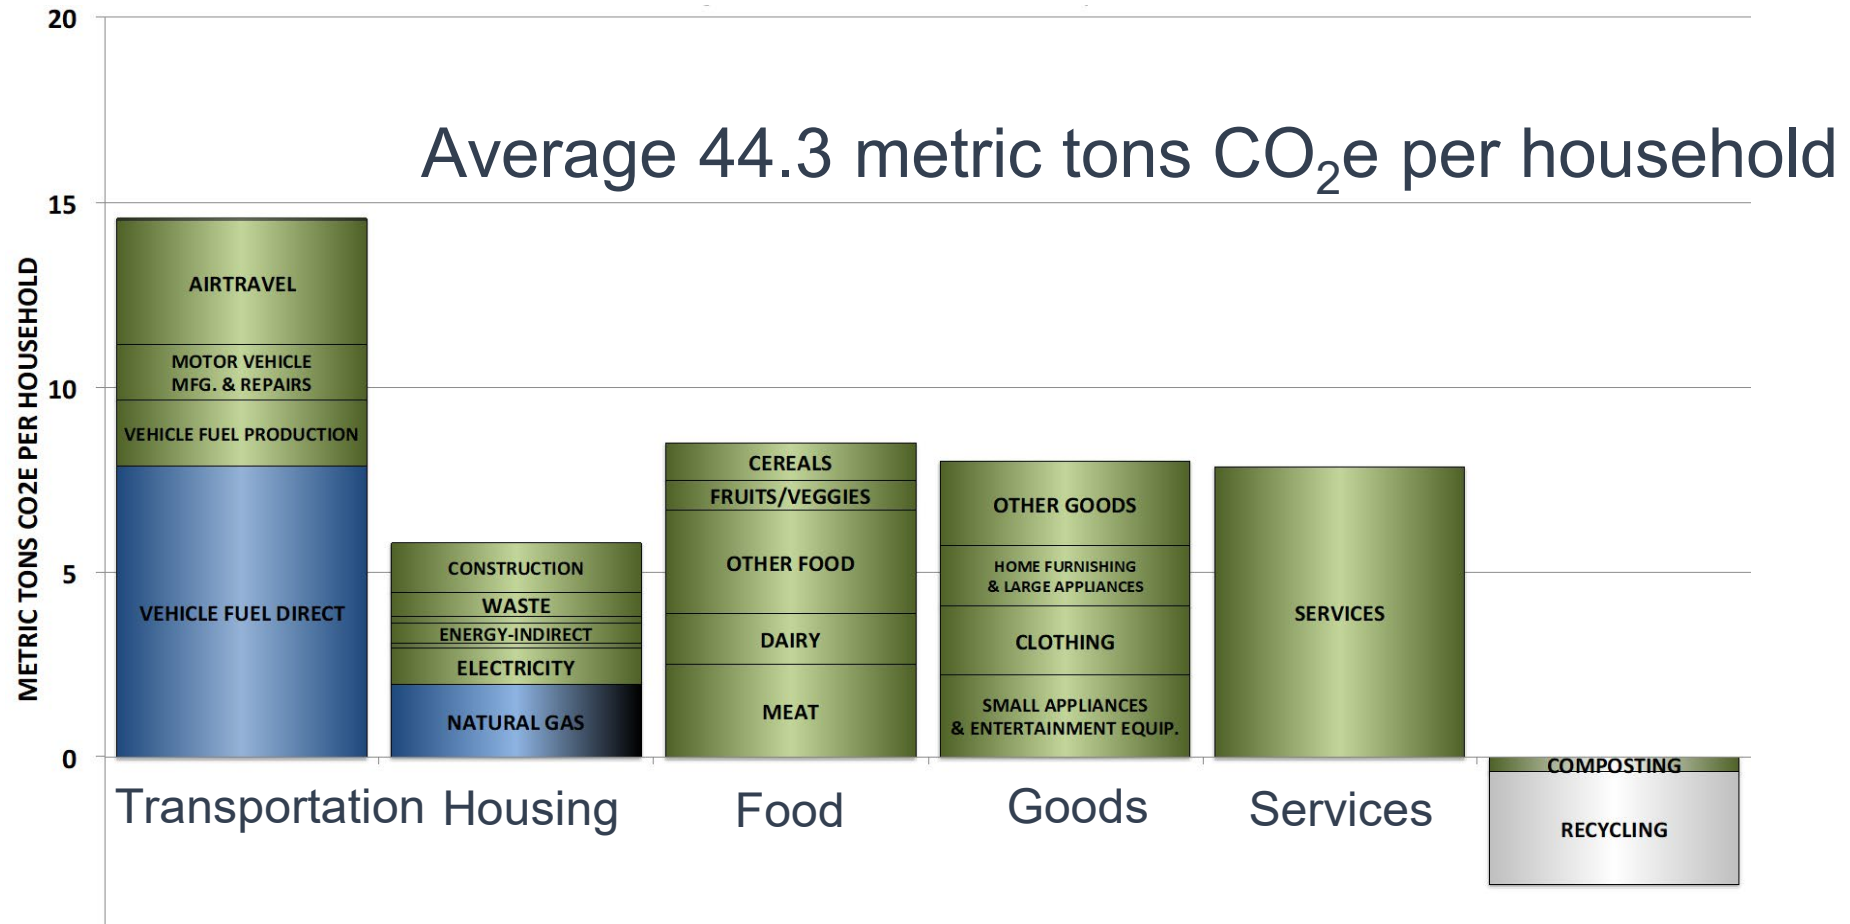 20
Average 44.3 metric tons CO₂e per household
15
10
5
0
METRIC TONS CO2E PER HOUSEHOLD
AIRTRAVEL
MOTOR VEHICLE
MFG. & REPAIRS
VEHICLE FUEL PRODUCTION
VEHICLE FUEL DIRECT
CONSTRUCTION
WASTE
ENERGY-INDIRECT
ELECTRICITY
NATURAL GAS
CEREALS
FRUITS/VEGGIES
OTHER FOOD
DAIRY
MEAT
OTHER GOODS
HOME FURNISHING
& LARGE APPLIANCES
CLOTHING
SMALL APPLIANCES
& ENTERTAINMENT EQUIP.
SERVICES
COMPOSTING
RECYCLING
Transportation
Housing
Food
Goods
Services